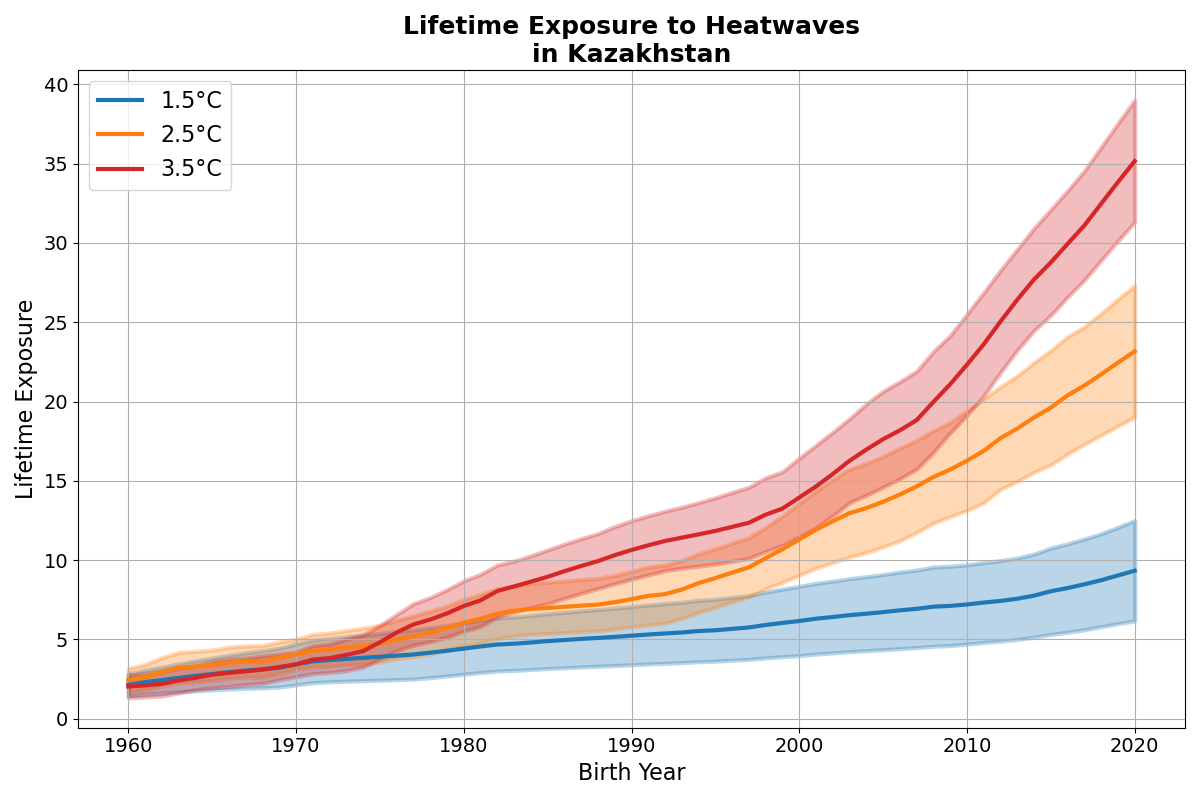 Lifetime Exposure to Heatwaves
in Kazakhstan
1.5°C
2.5°C
3.5°C
Lifetime Exposure
40
35
30
25
20
15
10
5
0
1960 1970 1980 1990 2000 2010 2020
Birth Year